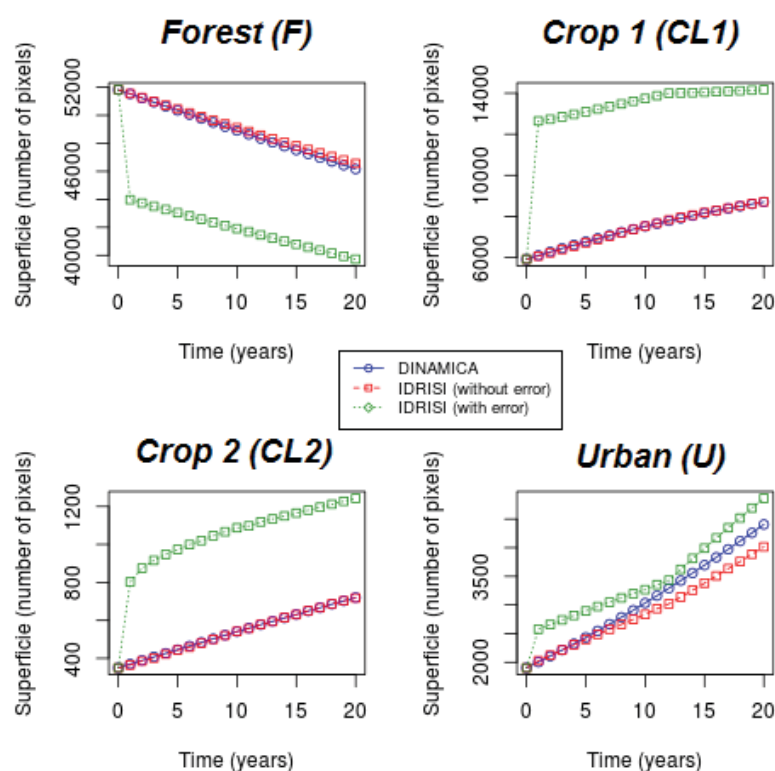 Forest (F)
Crop 1 (CL1)
Superficie (number of pixels)
52000
46000
40000
0 5 10 15 20
Time (years)
Superficie (number of pixels)
14000
10000
6000
0 5 10 15 20
Time (years)
DINAMICA
IDRISI (without error)
IDRISI (with error)
Crop 2 (CL2)
Urban (U)
Superficie (number of pixels)
1200
800
400
0 5 10 15 20
Time (years)
Superficie (number of pixels)
3500
2000
0 5 10 15 20
Time (years)